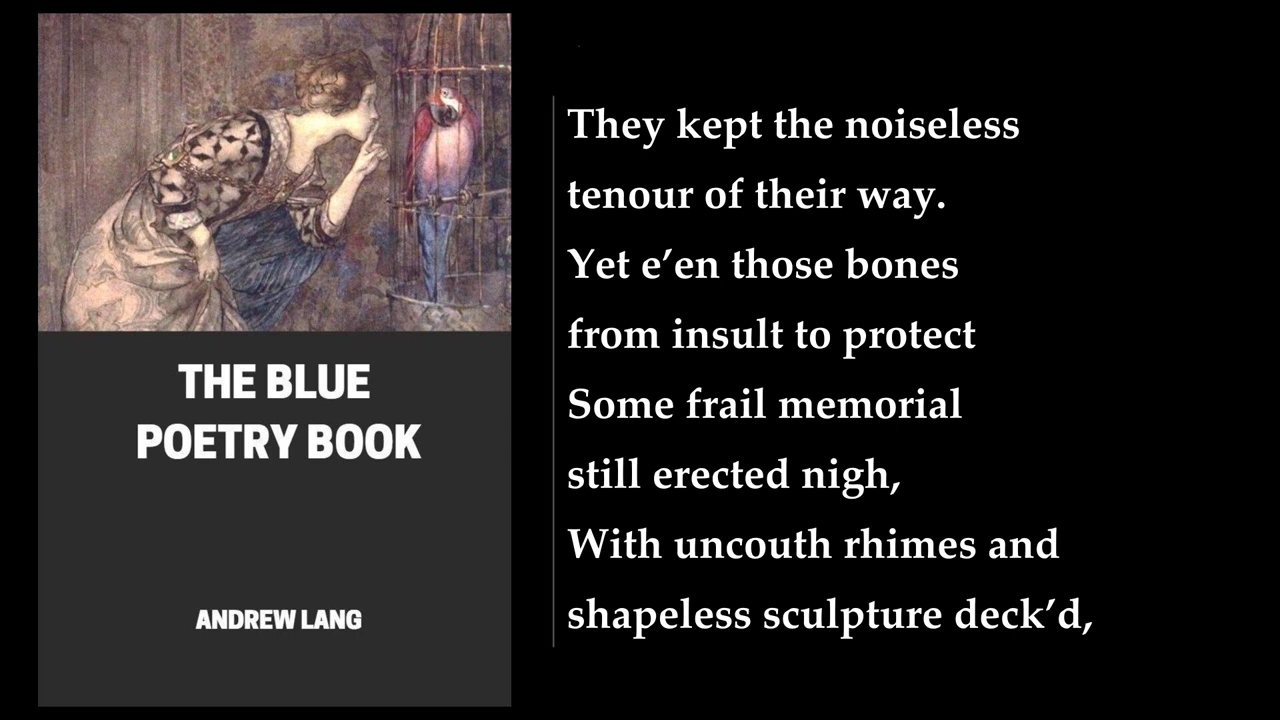 THE BLUE
POETRY BOOK
ANDREW LANG
They kept the noiseless
tenour of their way.
Yet e’en those bones
from insult to protect
Some frail memorial
still erected nigh,
With uncouth rhimes and
shapeless sculpture deck’d,